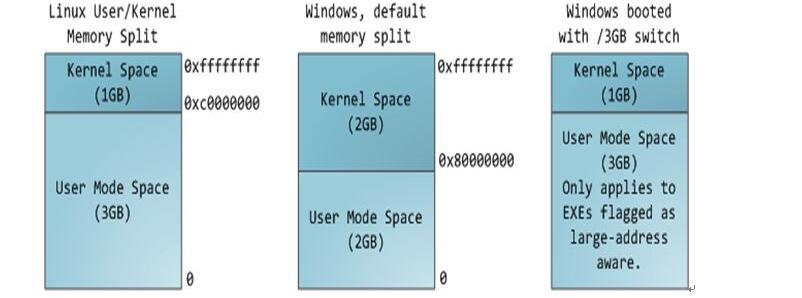 Linux User/Kernel
Memory Split
Kernel Space
(1GB)
0xffffffff
0xc0000000
User Mode Space
(3GB)
0
Windows, default
memory split
Kernel Space
(2GB)
0xffffffff
0x80000000
User Mode Space
(2GB)
0
Windows booted
with /3GB switch
Kernel Space
(1GB)
User Mode Space
(3GB)
Only applies to
EXEs flagged as
large-address
aware.